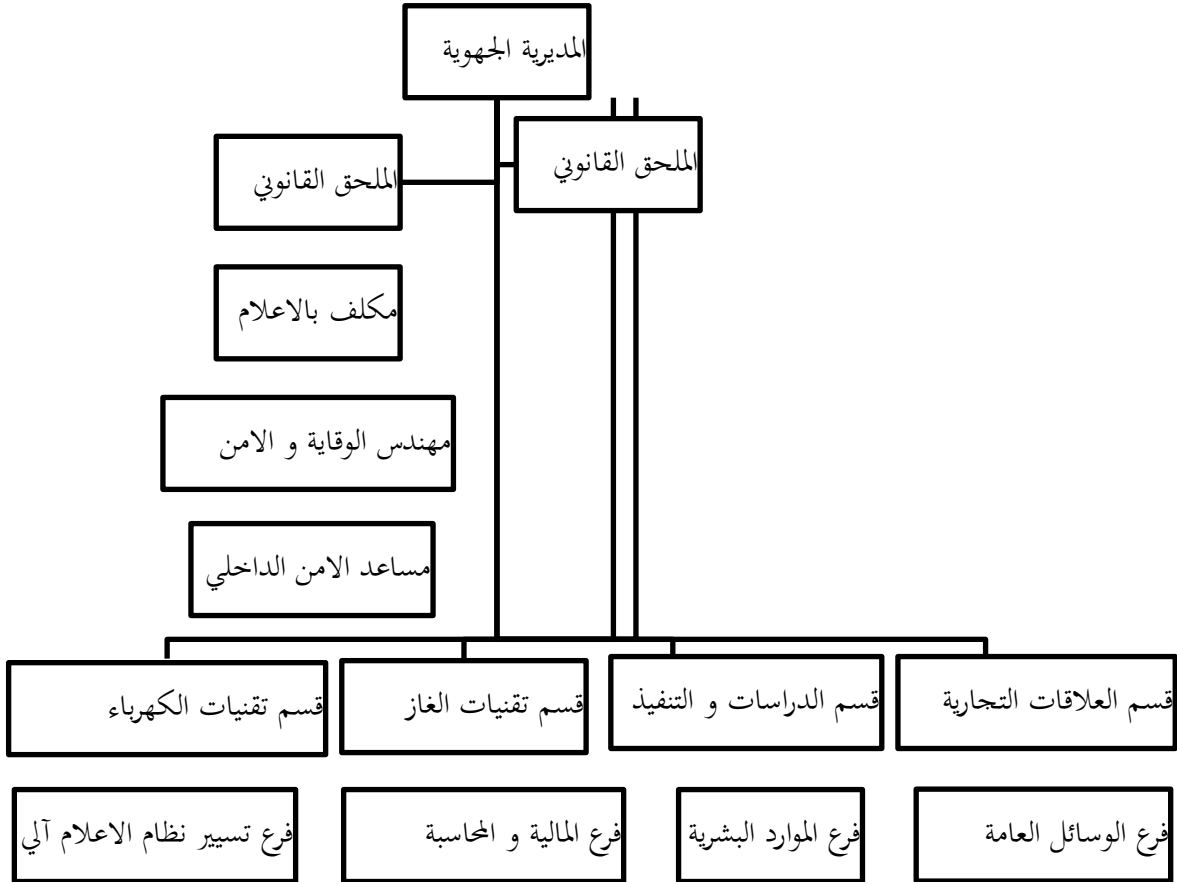 المديرية الجهوية
الملحق القانوني
الملحق القانوني
مكلف بالاعلام
مهندس الوقاية و الامن
مساعد الامن الداخلي
قسم العلاقات التجارية
قسم الدراسات و التنفيذ
قسم تقنيات الغاز
قسم تقنيات الكهرباء
فرع الوسائل العامة
فرع الموارد البشرية
فرع المالية و المحاسبة
فرع تسيير نظام الاعلام آلي